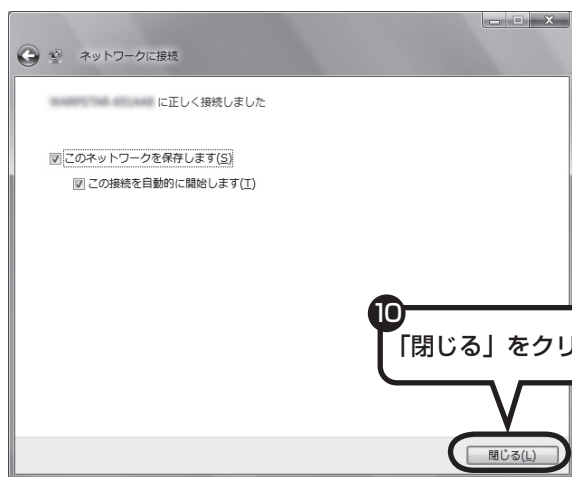 ネットワークに接続
に正しく接続しました
このネットワークを保存します(S)
この接続を自動的に開始します(T)
10
「閉じる」をクリ
閉じる(L)